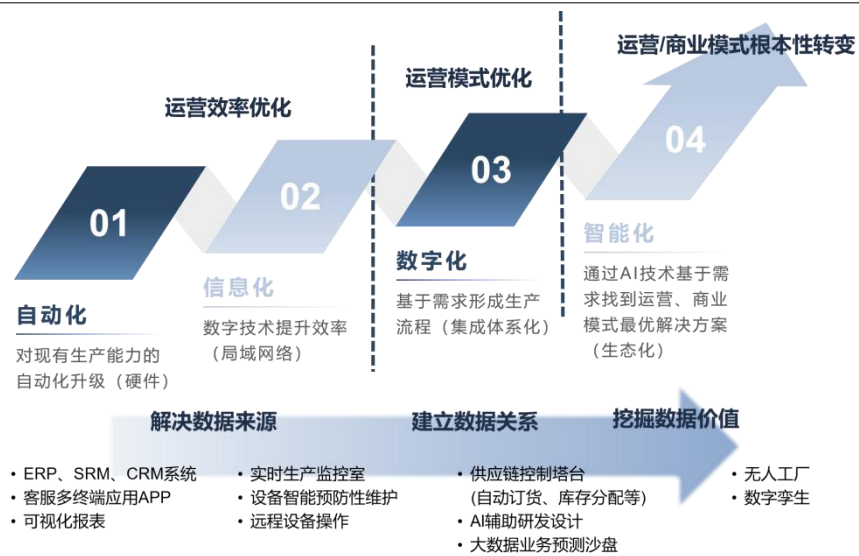 运营/商业模式根本性转变
运营模式优化
运营效率优化
01
02
03
04
自动化
对现有生产能力的
自动化升级（硬件）
信息化
数字技术提升效率
（局域网络）
数字化
基于需求形成生产
流程（集成体系化）
智能化
通过AI技术基于需
求找到运营、商业
模式最优解决方案
（生态化）
解决数据来源
建立数据关系
挖掘数据价值
• ERP、SRM、CRM系统
• 客服多终端应用APP
• 可视化报表
• 实时生产监控室
• 设备智能预防性维护
• 远程设备操作
• 供应链控制塔台
(自动订货、库存分配等)
• AI辅助研发设计
• 大数据业务预测沙盘
• 无人工厂
• 数字孪生